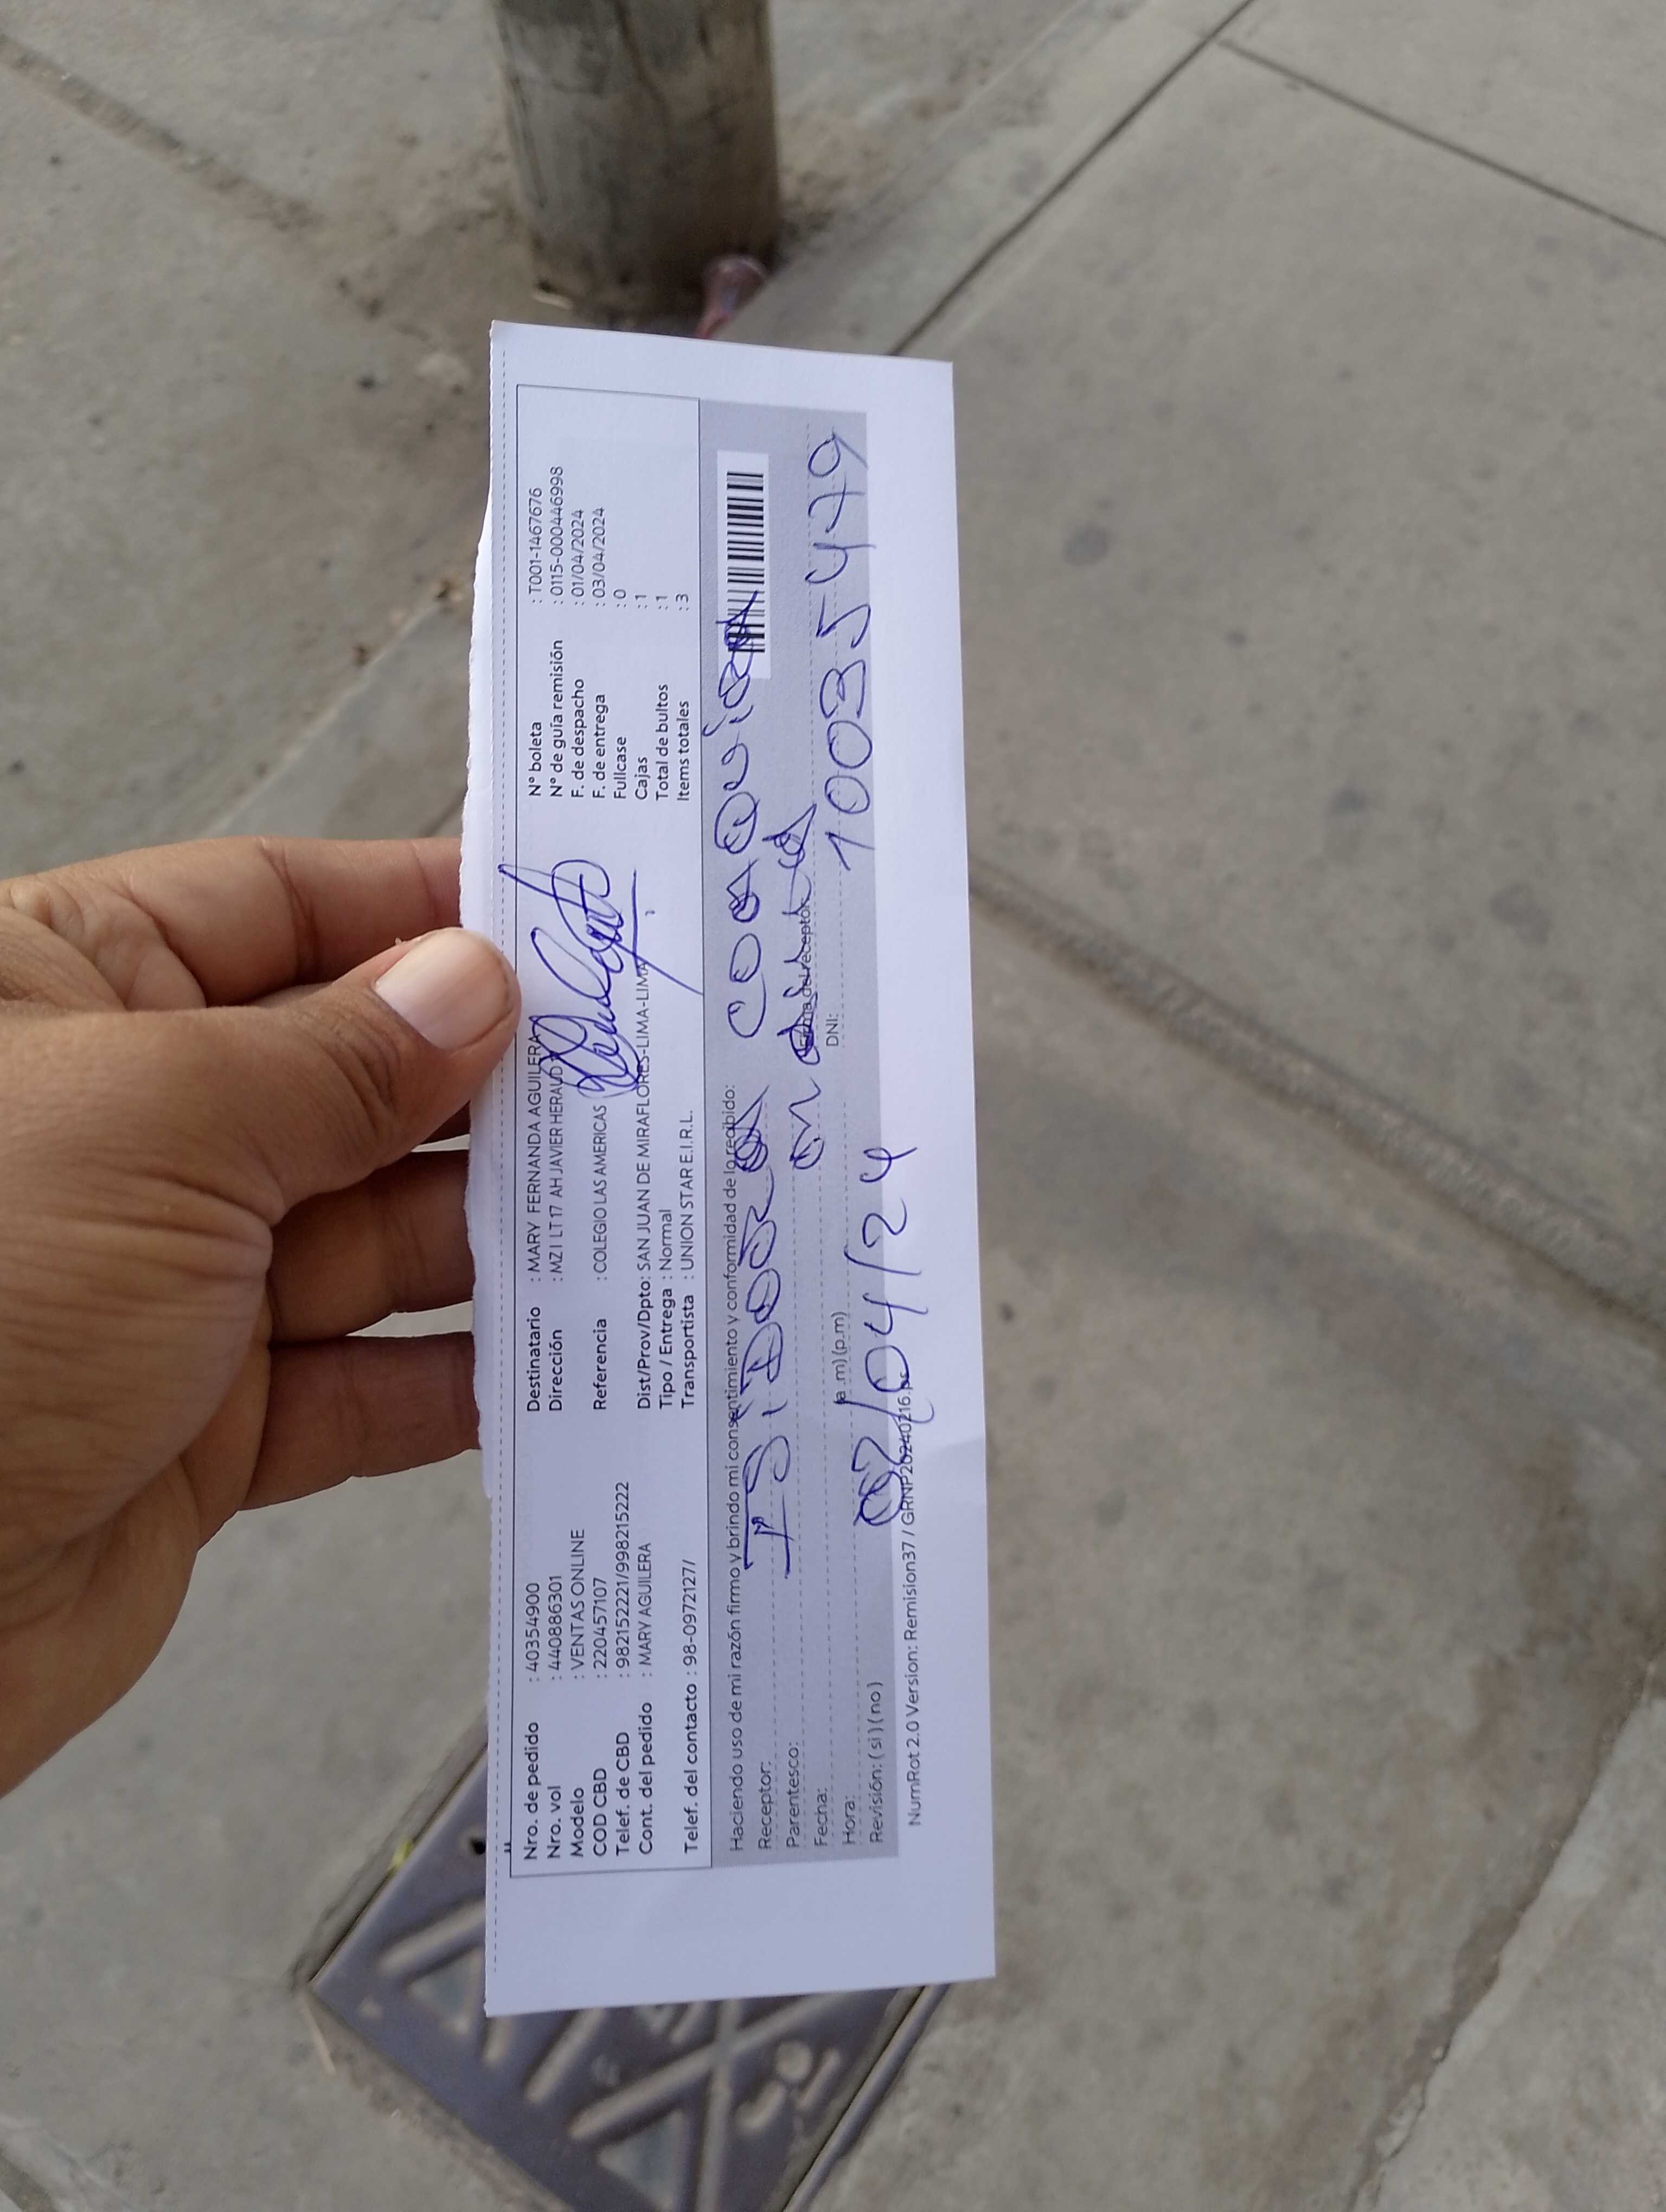 Nro. de pedido : 40354900 Destinatario : MARY FERNANDA AGUILERA N° boleta : T001-1467676
Nro. vol : 440886301 Dirección : MZ I LT 17 AH JAVIER HERAUD N° de guía remisión : 0115-000446998
Modelo : VENTAS ONLINE F. de despacho : 01/04/2024
COD CBD : 220457107 Referencia : COLEGIO LAS AMERICAS F. de entrega : 03/04/2024
Telef. de CBD : 982152221/998215222 Fullcase : 0
Cont. del pedido : MARY AGUILERA Dist/Prov/Dpto: SAN JUAN DE MIRAFLORES-LIMA-LIMA Cajas : 1
Tipo / Entrega : Normal Total de bultos : 1
Telef. del contacto : 98-0972127/ Transportista : UNION STAR E.I.R.L. Items totales : 3
Haciendo uso de mi razón firmo y brindo mi consentimiento y conformidad de lo recibido:
Receptor: ISiDORA
Parentesco:
Firma del receptor
Fecha: DNI: 10035479
Hora: (a.m) (p.m)
02/04/24
Revisión: ( si ) ( no )
NumRot 2.0 Version: Remision37 / GRNP20240216.pe